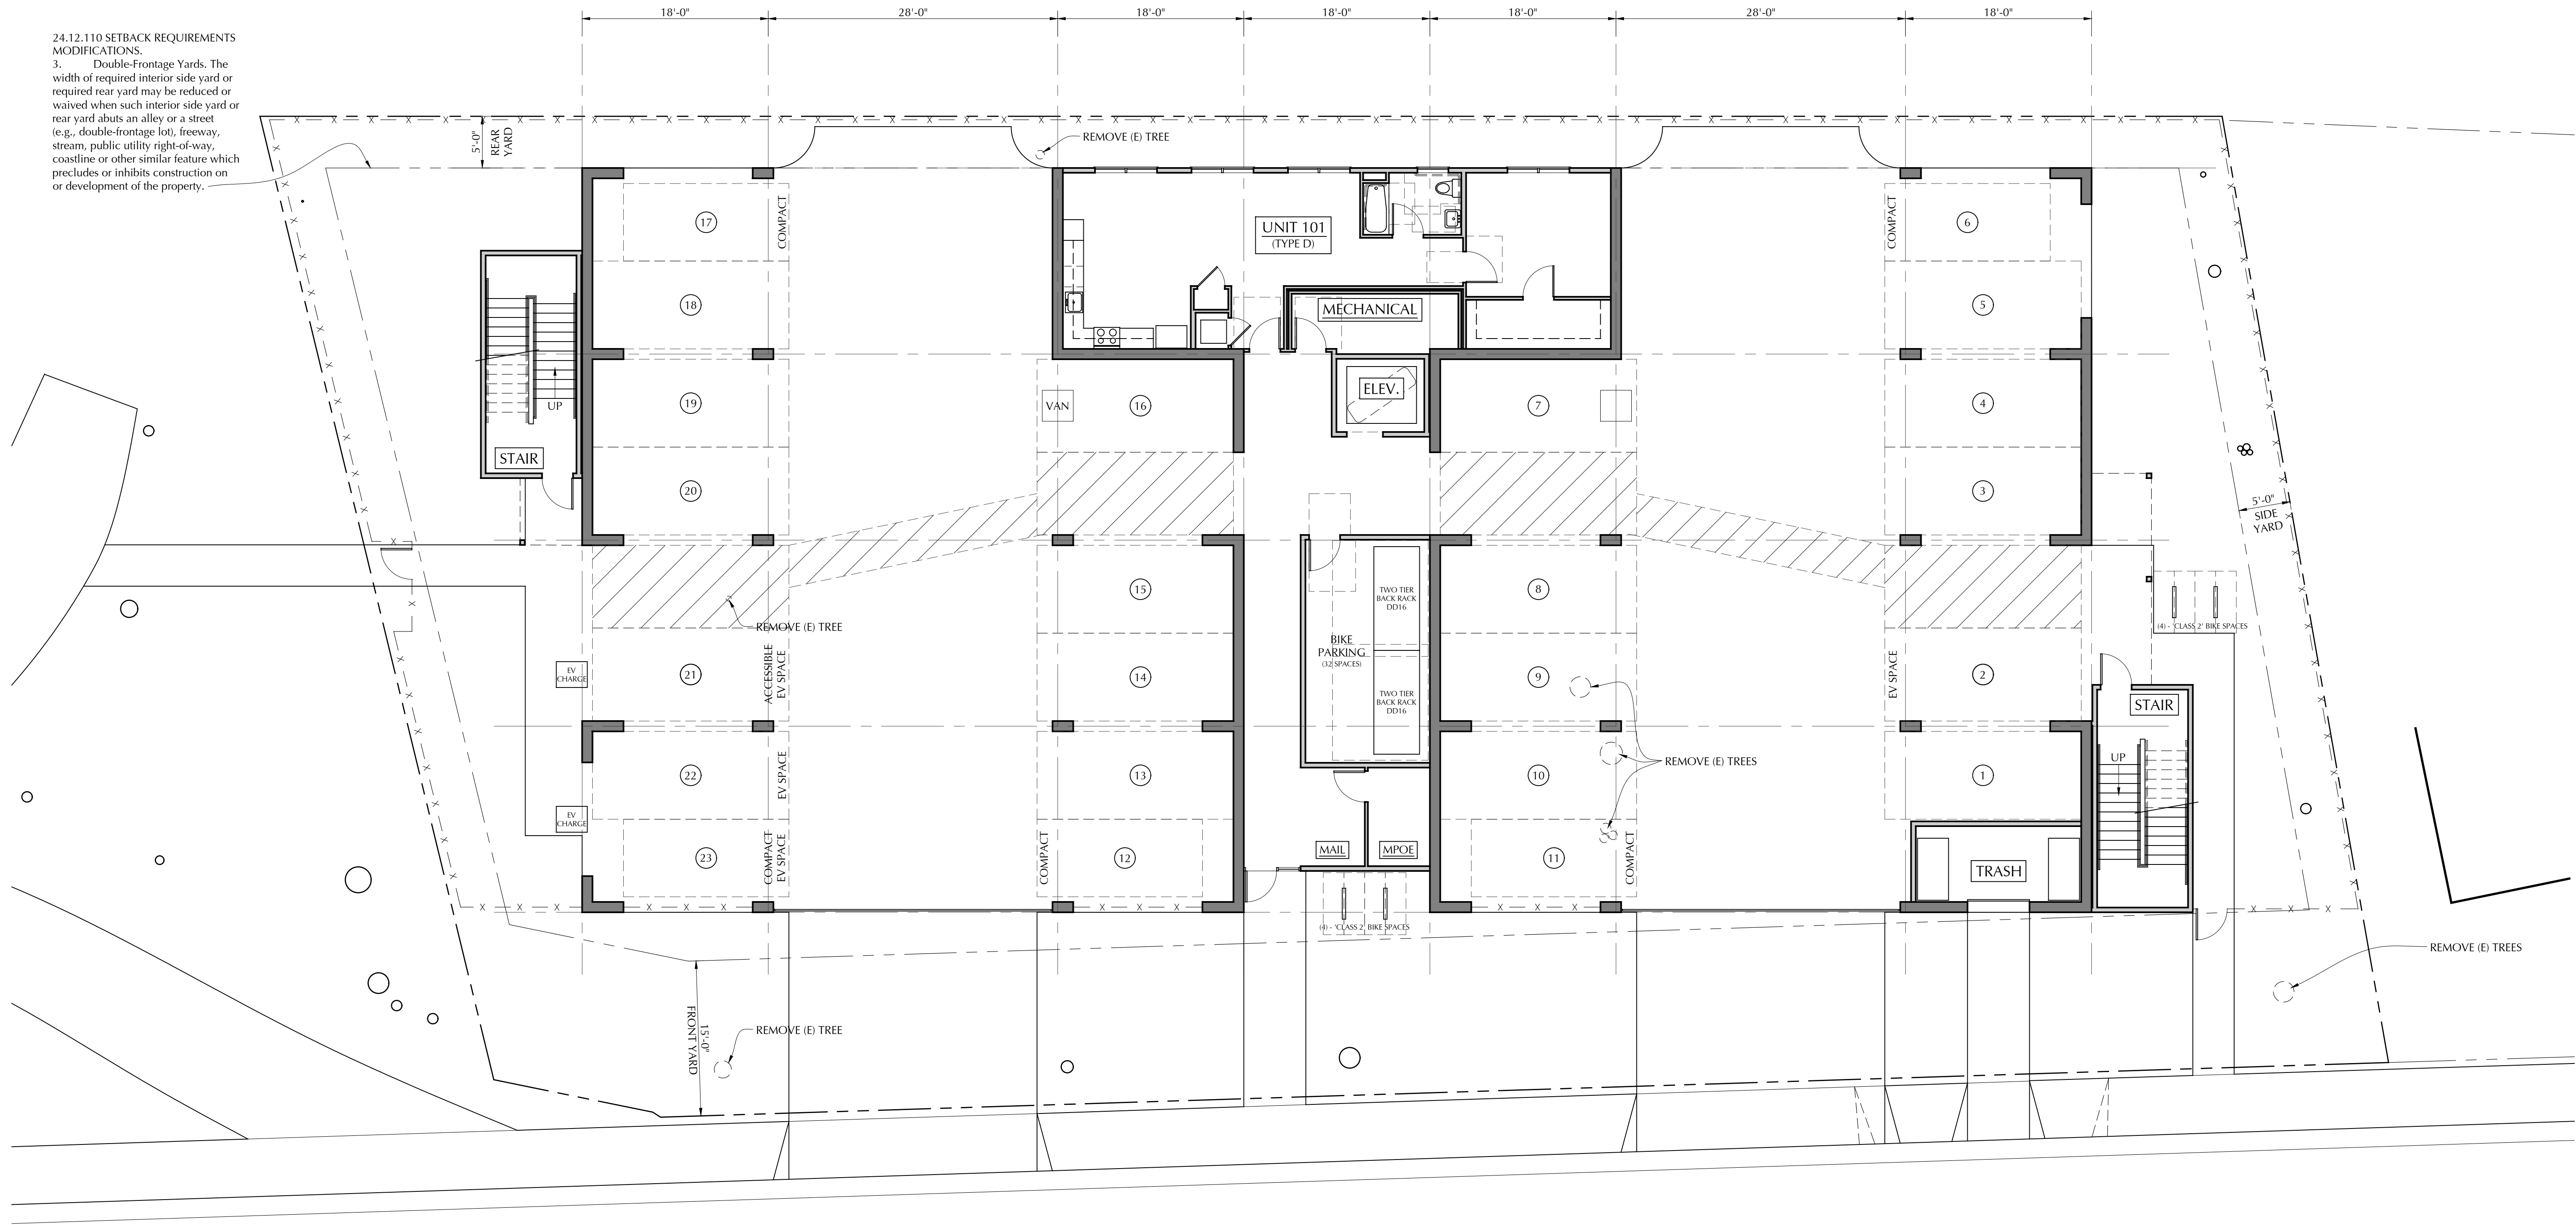 18'-0" 28'-0" 18'-0" 18'-0" 18'-0" 28'-0" 18'-0"
24.12.110 SETBACK REQUIREMENTS
MODIFICATIONS.
3. Double-Frontage Yards. The
width of required interior side yard or
required rear yard may be reduced or
waived when such interior side yard or
rear yard abuts an alley or a street
(e.g., double-frontage lot), freeway,
stream, public utility right-of-way,
coastline or other similar feature which
precludes or inhibits construction on
or development of the property.
5'-0"
REAR
YARD
REMOVE (E) TREE
17
COMPACT
UNIT 101
(TYPE D)
COMPACT
6
18
MECHANICAL
5
UP
STAIR
19
VAN
16
ELEV.
7
4
20
3
5'-0"
SIDE
YARD
REMOVE (E) TREE
15
TWO TIER
BACK RACK
DD16
8
BIKE
PARKING
(32 SPACES)
(4) - 'CLASS 2' BIKE SPACES
EV
CHARGE
21
ACCESSIBLE
EV SPACE
14
TWO TIER
BACK RACK
DD16
9
EV SPACE
2
STAIR
UP
22
EV SPACE
13
10
REMOVE (E) TREES
1
EV
CHARGE
23
COMPACT
EV SPACE
COMPACT
12
MAIL
MPOE
11
COMPACT
TRASH
(4) - 'CLASS 2' BIKE SPACES
REMOVE (E) TREES
15'-0"
FRONT YARD
REMOVE (E) TREE